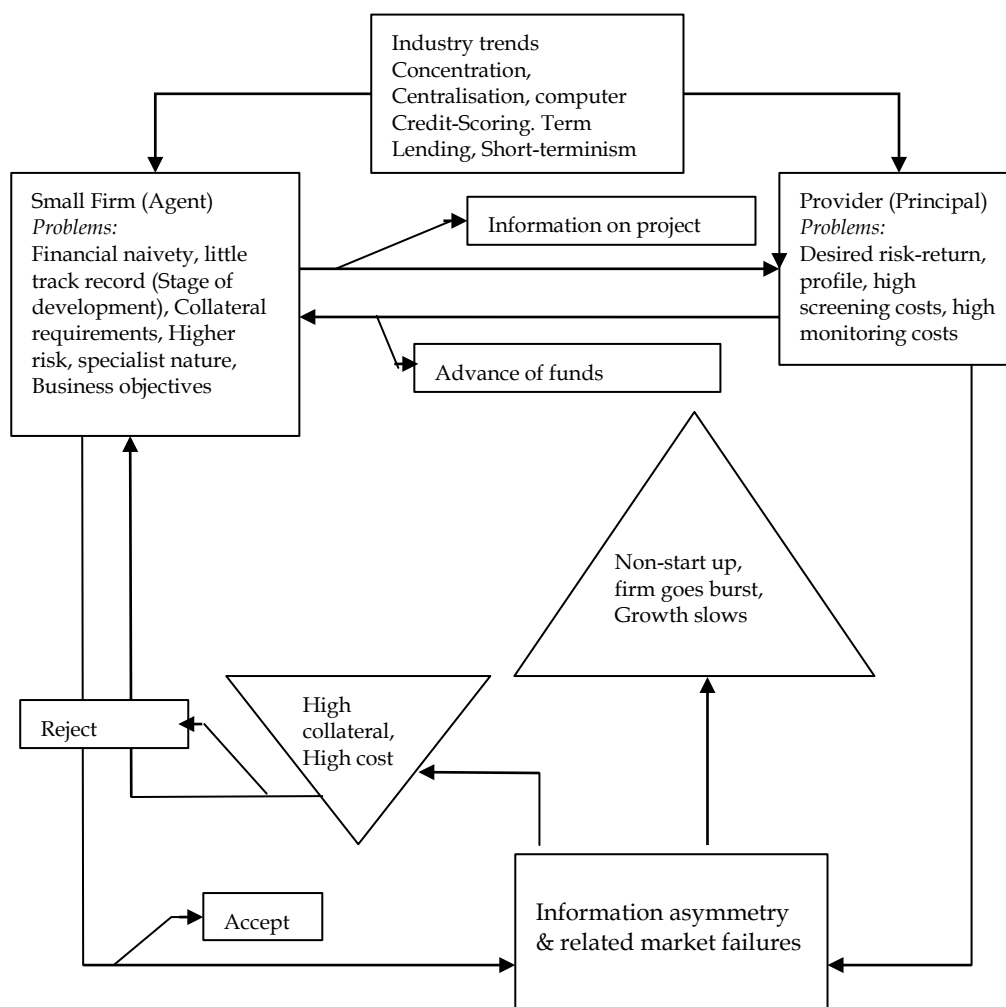 Industry trends
Concentration,
Centralisation, computer
Credit-Scoring. Term
Lending, Short-terminism
Small Firm (Agent)
Problems:
Financial naivety, little
track record (Stage of
development), Collateral
requirements, Higher
risk, specialist nature,
Business objectives
Information on project
Advance of funds
Provider (Principal)
Problems:
Desired risk-return,
profile, high
screening costs, high
monitoring costs
Non-start up,
firm goes burst,
Growth slows
High
collateral,
High cost
Reject
Accept
Information asymmetry
& related market failures